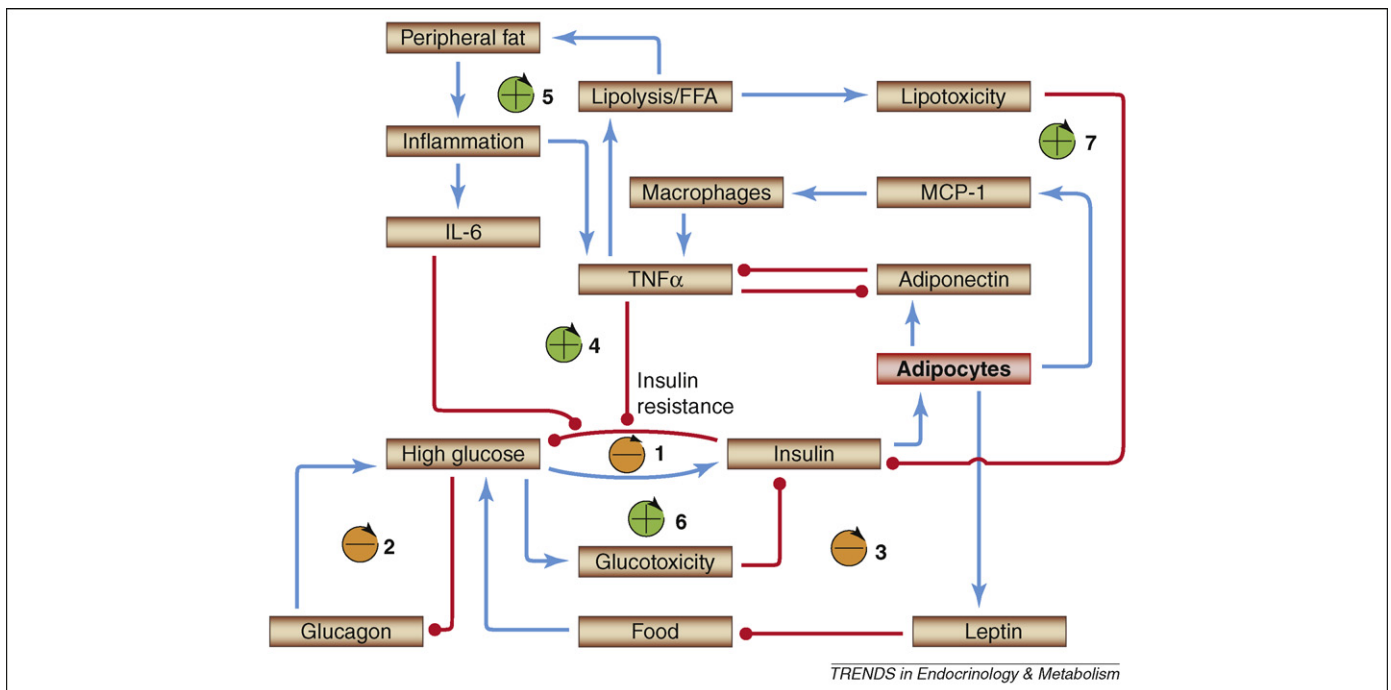 Peripheral fat
5
Lipolysis/FFA
Lipotoxicity
7
Inflammation
Macrophages
MCP-1
IL-6
TNFα
Adiponectin
4
Adipocytes
Insulin
resistance
High glucose
1
Insulin
2
6
3
Glucotoxicity
Glucagon
Food
Leptin
TRENDS in Endocrinology & Metabolism